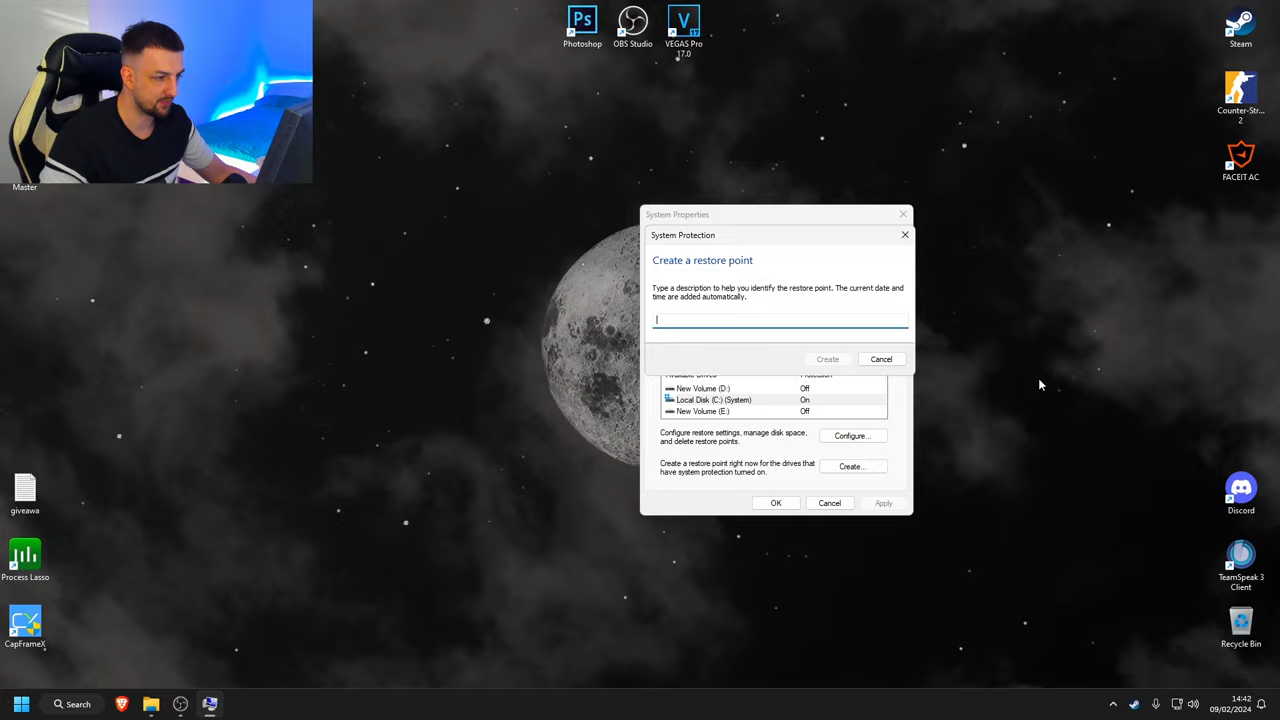 Photoshop
OBS Studio
VEGAS Pro
17.0
Steam
Counter-Str...
2
FACEIT AC
Master
System Properties
System Protection
Create a restore point
Type a description to help you identify the restore point. The current date and
time are added automatically.
Create
Cancel
Available Drives
Protection
New Volume (D:)
Off
Local Disk (C:) (System)
On
New Volume (E:)
Off
Configure restore settings, manage disk space,
and delete restore points.
Configure...
Create a restore point right now for the drives that
have system protection turned on.
Create...
OK
Cancel
Apply
giveawa
Process Lasso
CapFrameX
Discord
TeamSpeak 3
Client
Recycle Bin
Search
14:42
09/02/2024